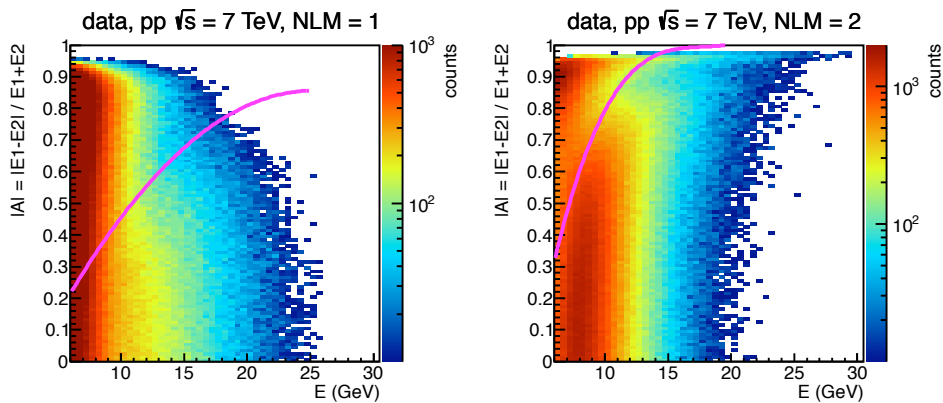 data, pp √s = 7 TeV, NLM = 1
|A| = |E1-E2| / E1+E2
1
0.9
0.8
0.7
0.6
0.5
0.4
0.3
0.2
0.1
0
10 15 20 25 30
E (GeV)
10³
10²
counts
data, pp √s = 7 TeV, NLM = 2
|A| = |E1-E2| / E1+E2
1
0.9
0.8
0.7
0.6
0.5
0.4
0.3
0.2
0.1
0
10 15 20 25 30
E (GeV)
10³
10²
counts